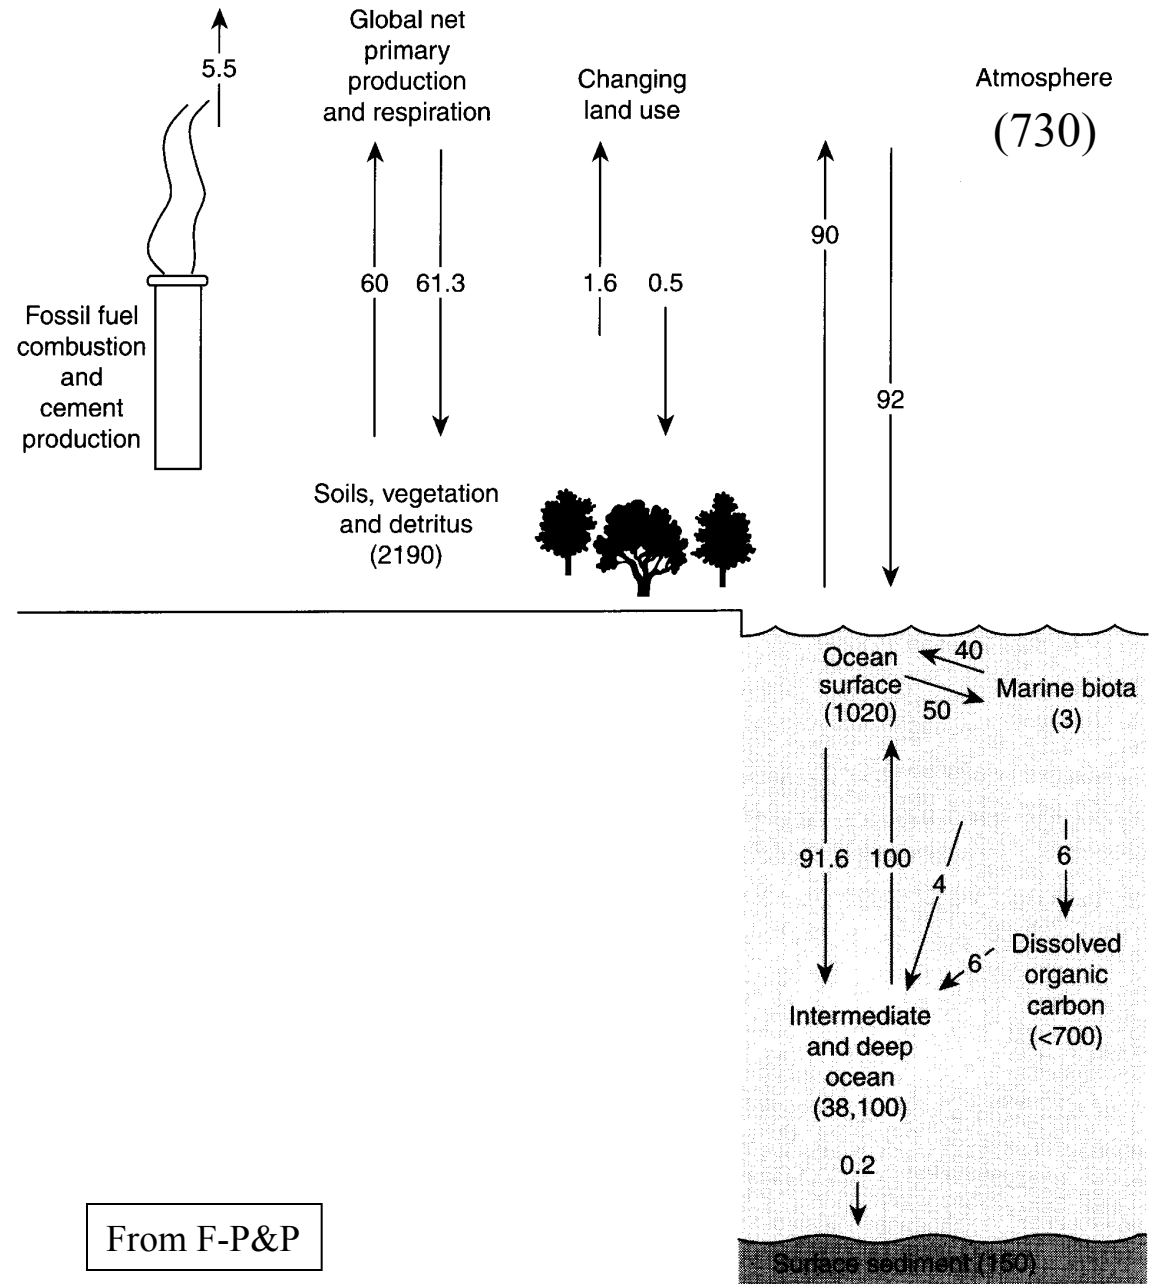 Global net
primary
production
and respiration
5.5
Changing
land use
Atmosphere
(730)
90
60
61.3
1.6
0.5
Fossil fuel
combustion
and
cement
production
92
Soils, vegetation
and detritus
(2190)
Ocean
surface
(1020)
40
50
Marine biota
(3)
91.6
100
4
6
6
Dissolved
organic
carbon
(<700)
Intermediate
and deep
ocean
(38,100)
0.2
From F-P&P
Surface sediment (150)